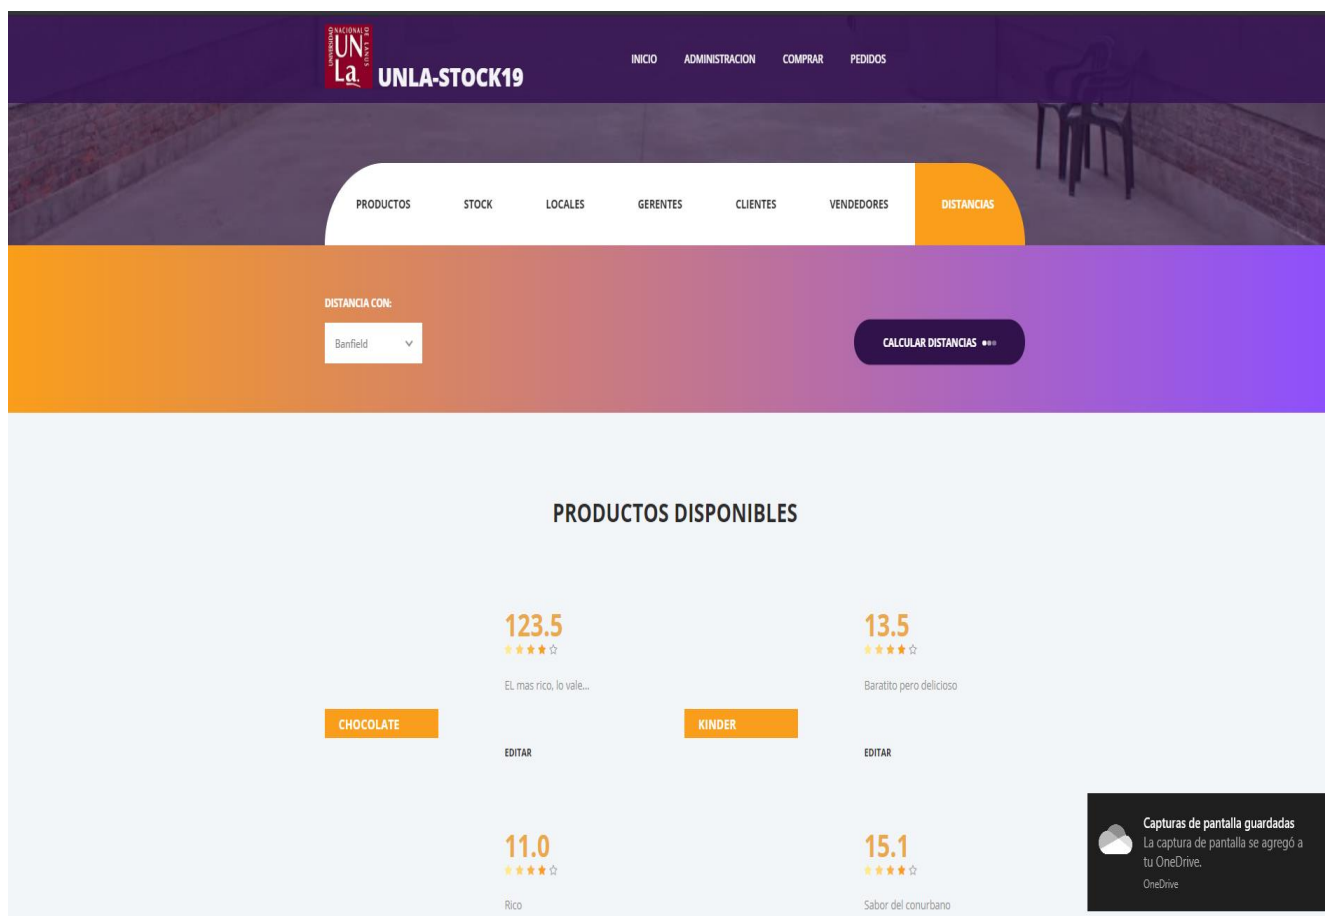 UNIVERSIDAD
NACIONAL
DE LANUS
UN
La.
UNLA-STOCK19
INICIO ADMINISTRACION COMPRAR PEDIDOS
PRODUCTOS STOCK LOCALES GERENTES CLIENTES VENDEDORES DISTANCIAS
DISTANCIA CON:
Banfield
CALCULAR DISTANCIAS
PRODUCTOS DISPONIBLES
123.5
EL mas rico, lo vale...
CHOCOLATE
EDITAR
13.5
Baratito pero delicioso
KINDER
EDITAR
11.0
Rico
15.1
Sabor del conurbano
Capturas de pantalla guardadas
La captura de pantalla se agregó a
tu OneDrive.
OneDrive